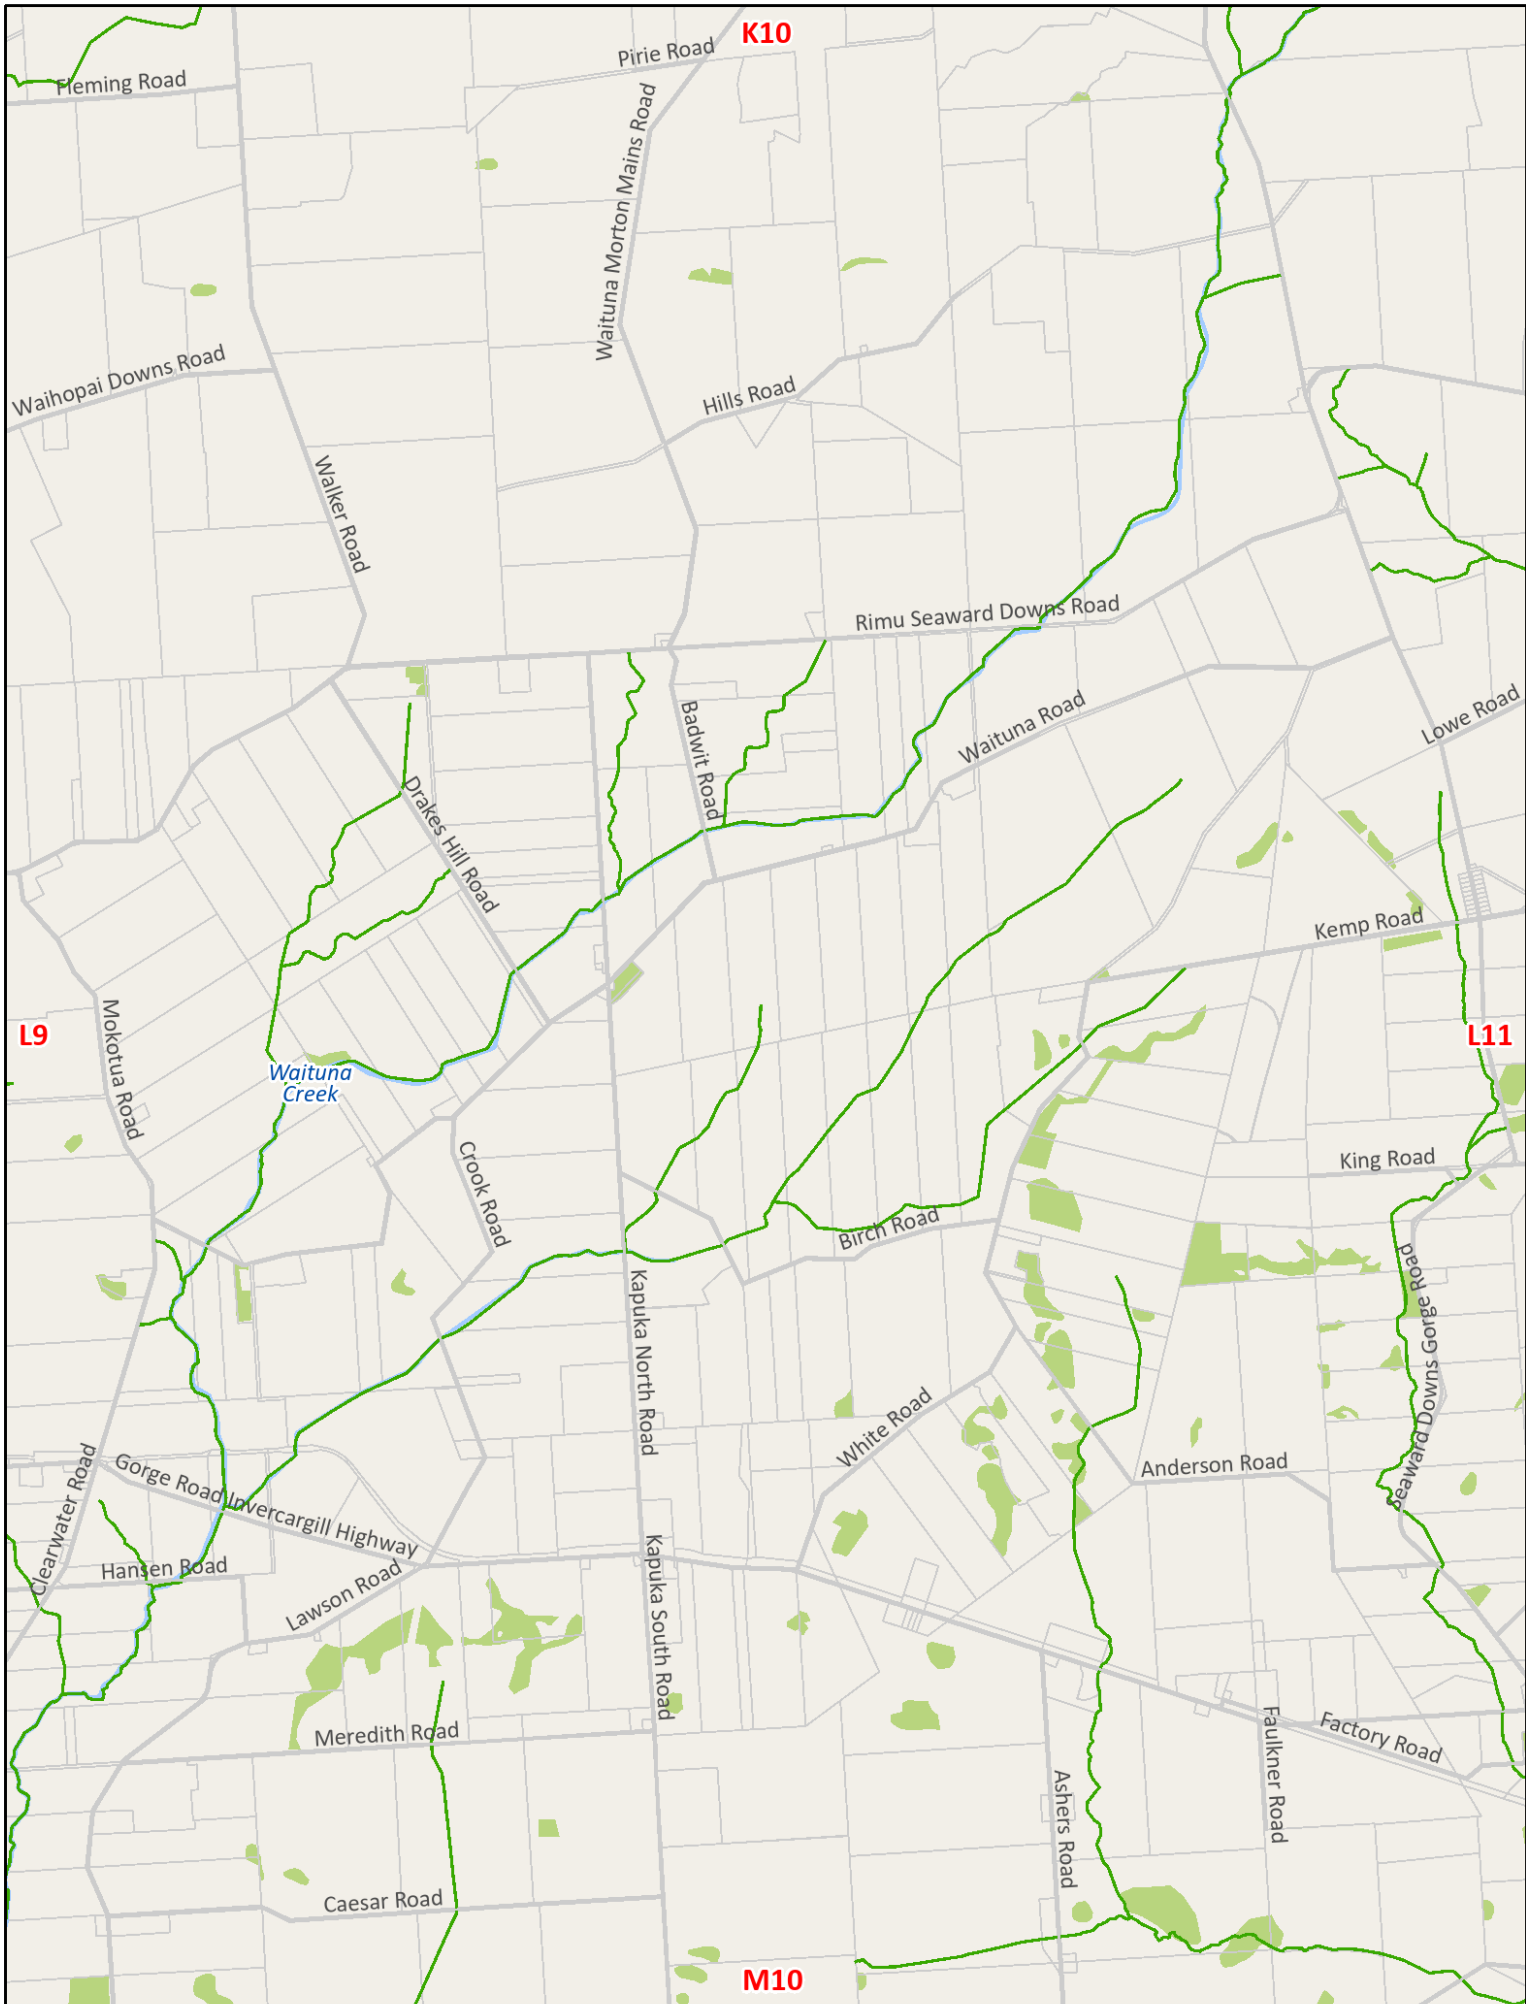 K10
Pirie Road
Fleming Road
Waituna Morton Mains Road
Waihopai Downs Road
Hills Road
Walker Road
Rimu Seaward Downs Road
Badwit Road
Waituna Road
Lowe Road
Drakes Hill Road
Kemp Road
L9
Mokotua Road
L11
Waituna
Creek
Crook Road
King Road
Birch Road
Kapuka North Road
Seaward Downs Gorge Road
White Road
Clearwater Road
Gorge Road Invercargill Highway
Anderson Road
Hansen Road
Lawson Road
Kapuka South Road
Meredith Road
Faulkner Road
Factory Road
Ashers Road
Caesar Road
M10